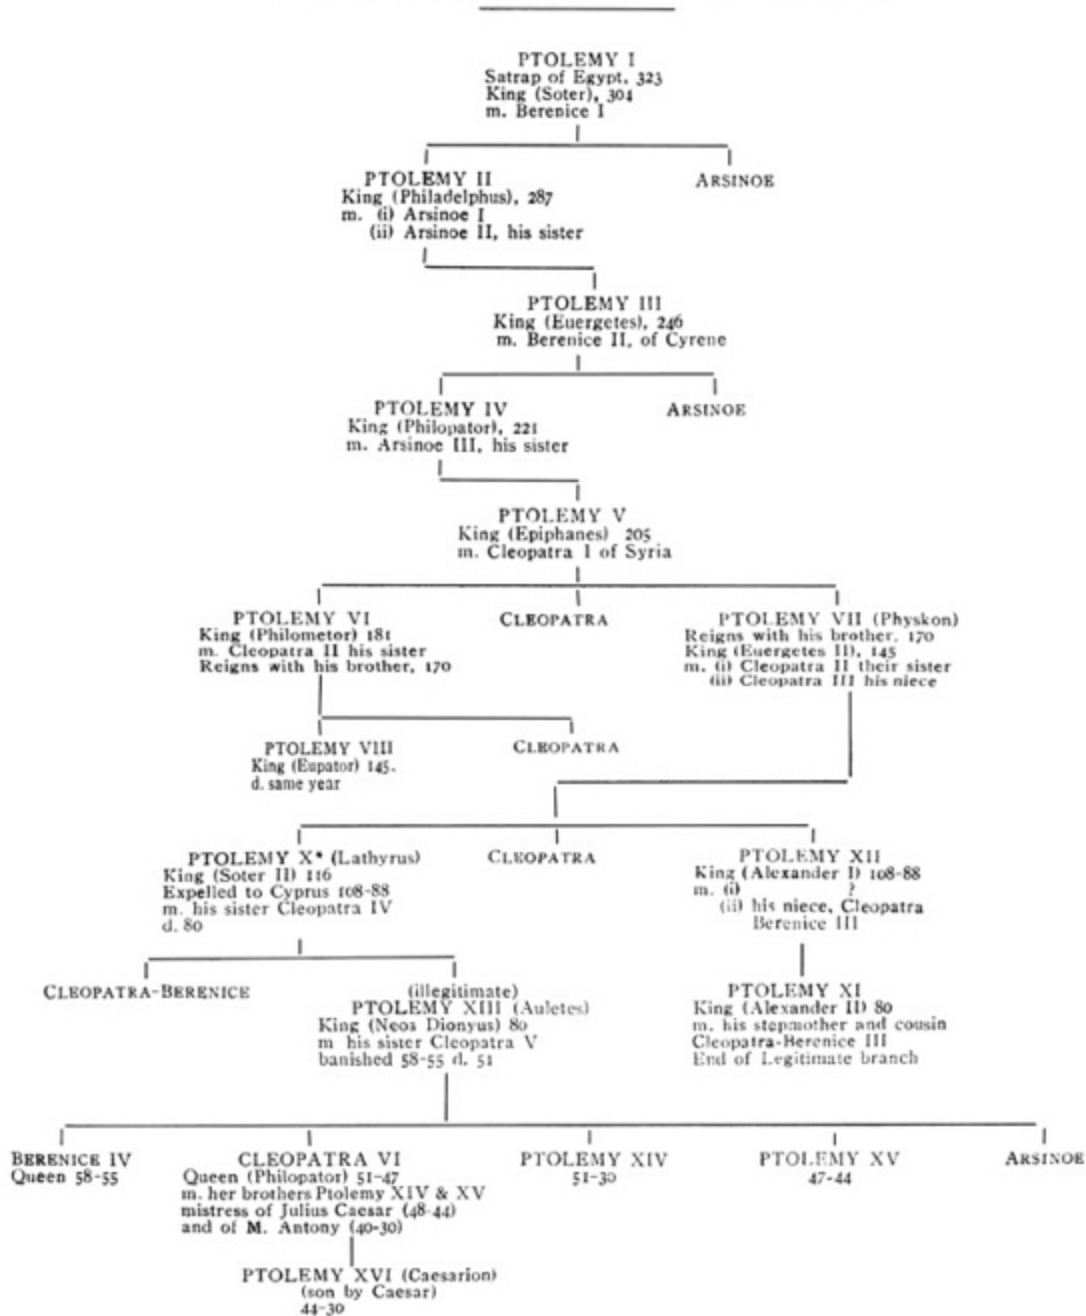 PTOLEMY I
Satrap of Egypt, 323
King (Soter), 304
m. Berenice I
PTOLEMY II
King (Philadelphus), 287
m. (i) Arsinoe I
(ii) Arsinoe II, his sister
ARSINOE
PTOLEMY III
King (Euergetes), 246
m. Berenice II, of Cyrene
PTOLEMY IV
King (Philopator), 221
m. Arsinoe III, his sister
ARSINOE
PTOLEMY V
King (Epiphanes) 205
m. Cleopatra I of Syria
PTOLEMY VI
King (Philometor) 181
m. Cleopatra II his sister
Reigns with his brother, 170
CLEOPATRA
PTOLEMY VII (Physkon)
Reigns with his brother, 170
King (Euergetes II), 145
m. (i) Cleopatra II their sister
(ii) Cleopatra III his niece
PTOLEMY VIII
King (Eupator) 145.
d. same year
CLEOPATRA
PTOLEMY X* (Lathyrus)
King (Soter II) 116
Expelled to Cyprus 108-88
m. his sister Cleopatra IV
d. 80
CLEOPATRA
PTOLEMY XII
King (Alexander I) 108-88
m. (i) ?
(ii) his niece, Cleopatra
Berenice III
CLEOPATRA-BERENICE
(illegitimate)
PTOLEMY XIII (Auletes)
King (Neos Dionyus) 80
m his sister Cleopatra V
banished 58-55 d. 51
PTOLEMY XI
King (Alexander II) 80
m. his stepmother and cousin
Cleopatra-Berenice III
End of Legitimate branch
BERENICE IV
Queen 58-55
CLEOPATRA VI
Queen (Philopator) 51-47
m. her brothers Ptolemy XIV & XV
mistress of Julius Caesar (48-44)
and of M. Antony (40-30)
PTOLEMY XIV
51-30
PTOLEMY XV
47-44
ARSINOE
PTOLEMY XVI (Caesarion)
(son by Caesar)
44-30